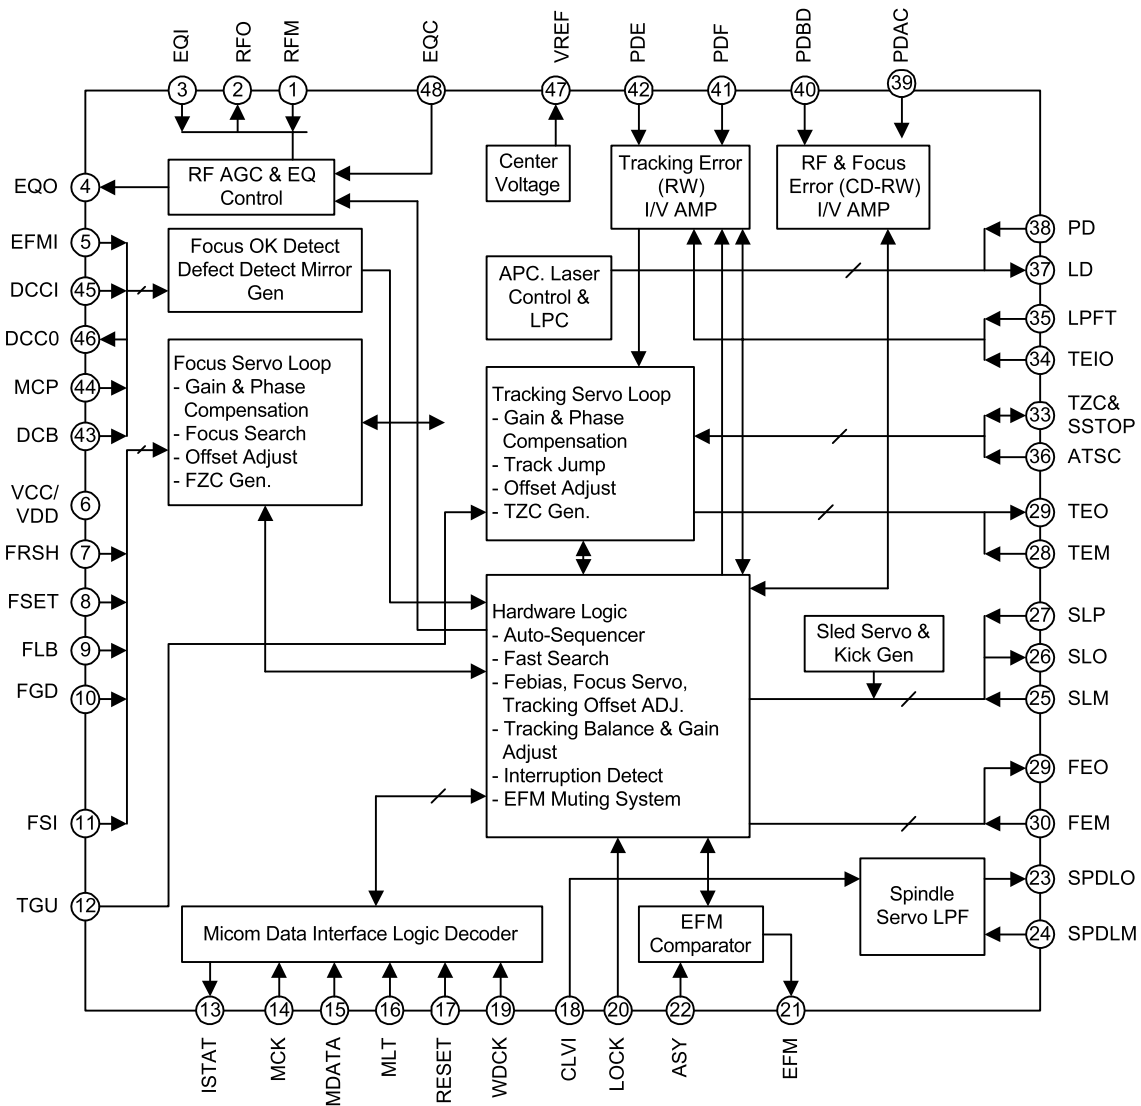 EQI
RFO
RFM
EQC
VREF
PDE
PDF
PDBD
PDAC
3
2
1
48
47
42
41
40
39
EQO
4
EFMI
5
DCCI
45
DCC0
46
MCP
44
DCB
43
VCC/
VDD
6
FRSH
7
FSET
8
FLB
9
FGD
10
FSI
11
TGU
12
RF AGC & EQ
Control
Focus OK Detect
Defect Detect Mirror
Gen
Focus Servo Loop
- Gain & Phase
Compensation
- Focus Search
- Offset Adjust
- FZC Gen.
Center
Voltage
Tracking Error
(RW)
I/V AMP
RF & Focus
Error (CD-RW)
I/V AMP
APC. Laser
Control &
LPC
Tracking Servo Loop
- Gain & Phase
Compensation
- Track Jump
- Offset Adjust
- TZC Gen.
Hardware Logic
- Auto-Sequencer
- Fast Search
- Febias, Focus Servo,
Tracking Offset ADJ.
- Tracking Balance & Gain
Adjust
- Interruption Detect
- EFM Muting System
Sled Servo &
Kick Gen
Spindle
Servo LPF
EFM
Comparator
Micom Data Interface Logic Decoder
38
PD
37
LD
35
LPFT
34
TEIO
33
TZC&
SSTOP
36
ATSC
29
TEO
28
TEM
27
SLP
26
SLO
25
SLM
29
FEO
30
FEM
23
SPDLO
24
SPDLM
13
14
15
16
17
19
18
20
22
21
ISTAT
MCK
MDATA
MLT
RESET
WDCK
CLVI
LOCK
ASY
EFM